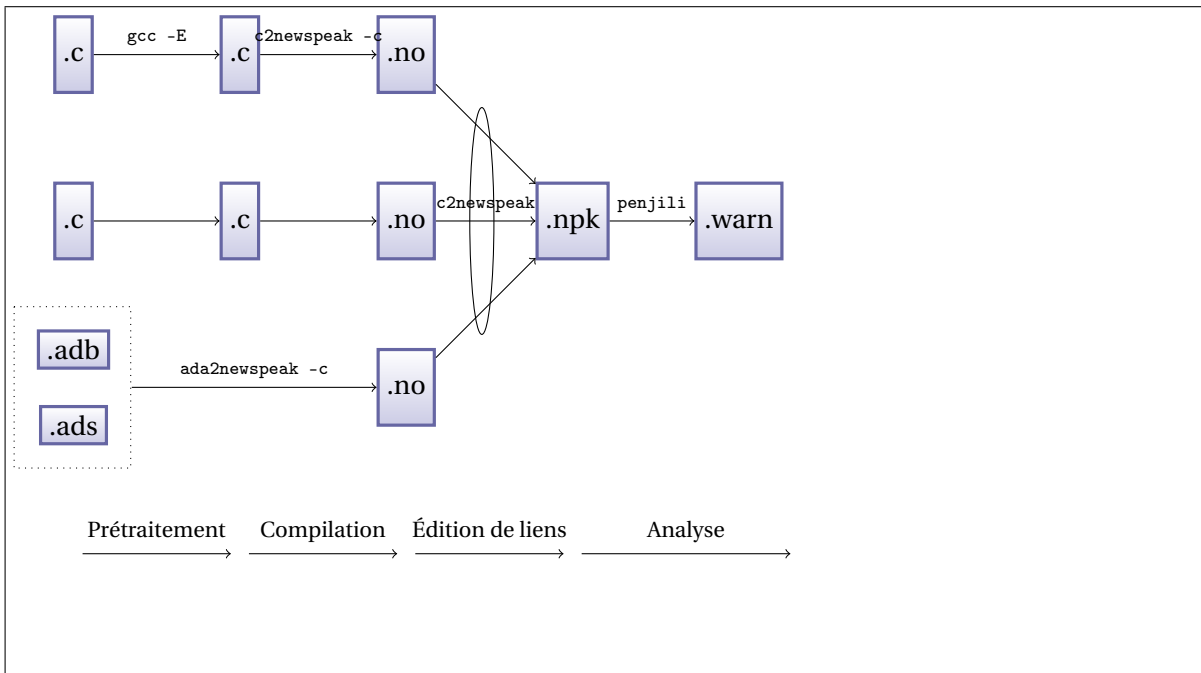 gcc -E
c2newspeak -c
.c
.c
.no
c2newspeak
penjili
.c
.c
.no
.npk
.warn
.adb
ada2newspeak -c
.no
.ads
Prétraitement
Compilation
Édition de liens
Analyse